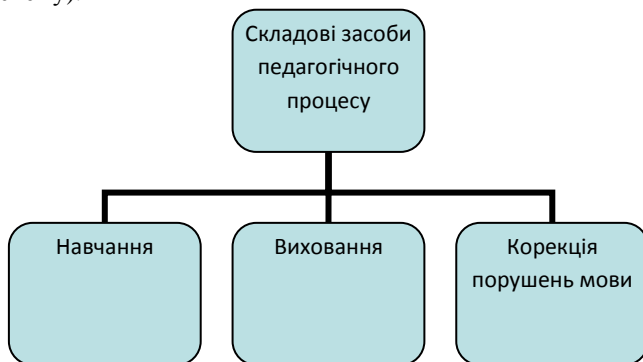 Складові засоби
педагогічного
процесу
Навчання
Виховання
Корекція
порушень мови